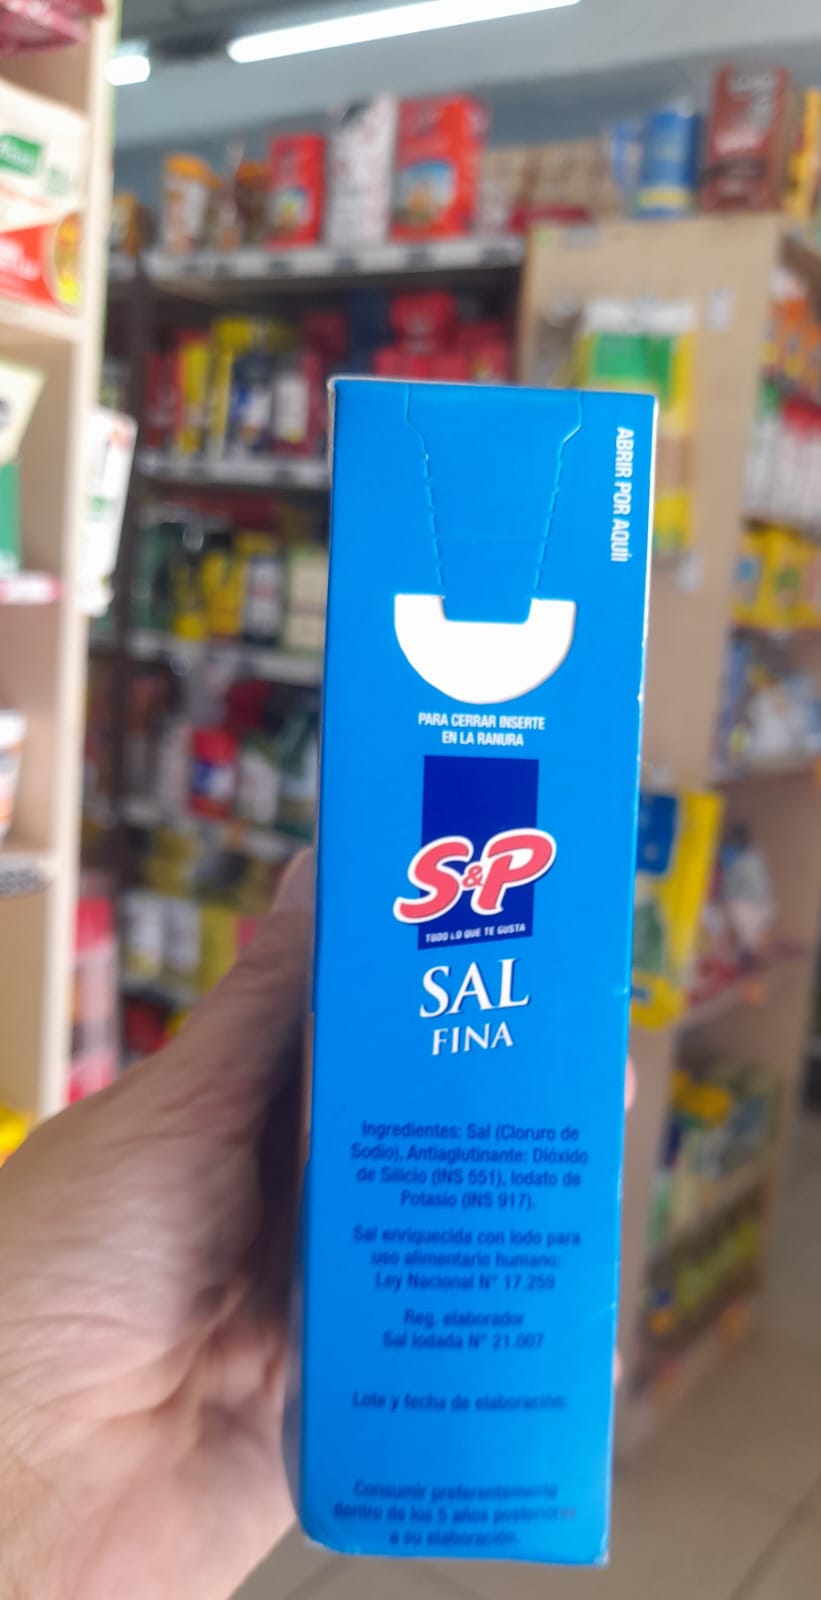 ABRIR POR AQUÍ
PARA CERRAR INSERTE
EN LA RANURA
S&P
TODO LO QUE TE GUSTA
SAL
FINA
Ingredientes: Sal (Cloruro de
Sodio), Antiaglutinante: Dióxido
de Silicio (INS 551), Iodato de
Potasio (INS 917).
Sal enriquecida con Iodo para
uso alimentario humano:
Ley Nacional N° 17.259
Reg. elaborador
Sal Iodada N° 21.007
Lote y fecha de elaboración:
Consumir preferentemente
dentro de los 5 años posteriores
a su elaboración.